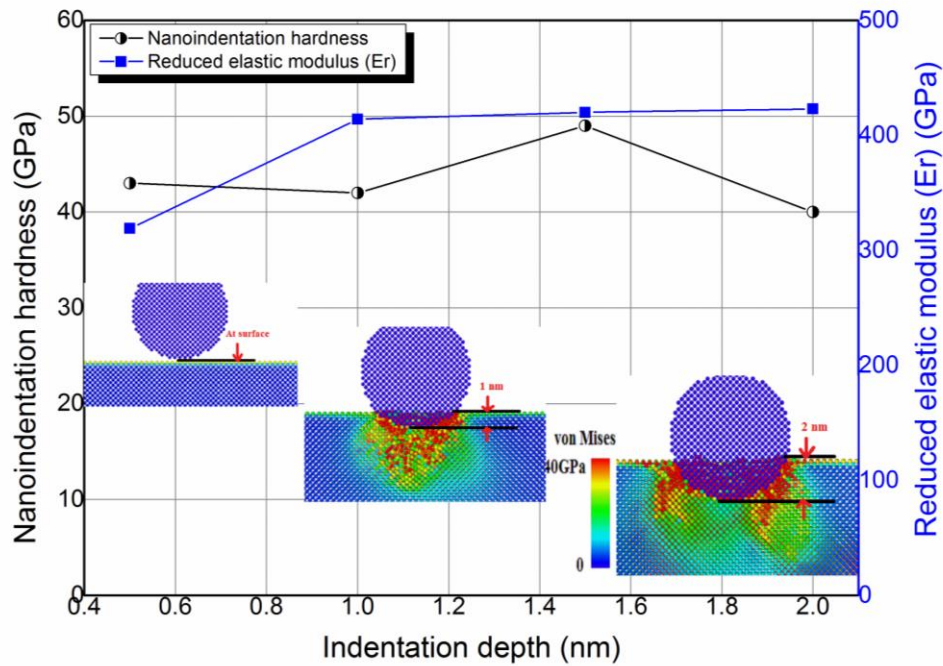 60
500
Nanoindentation hardness
Reduced elastic modulus (Er)
50
400
40
300
30
At surface
200
20
1 nm
von Mises
2 nm
40GPa
100
10
0
0
0
0.4
0.6
0.8
1.0
1.2
1.4
1.6
1.8
2.0
Indentation depth (nm)
Nanoindentation hardness (GPa)
Reduced elastic modulus (Er) (GPa)